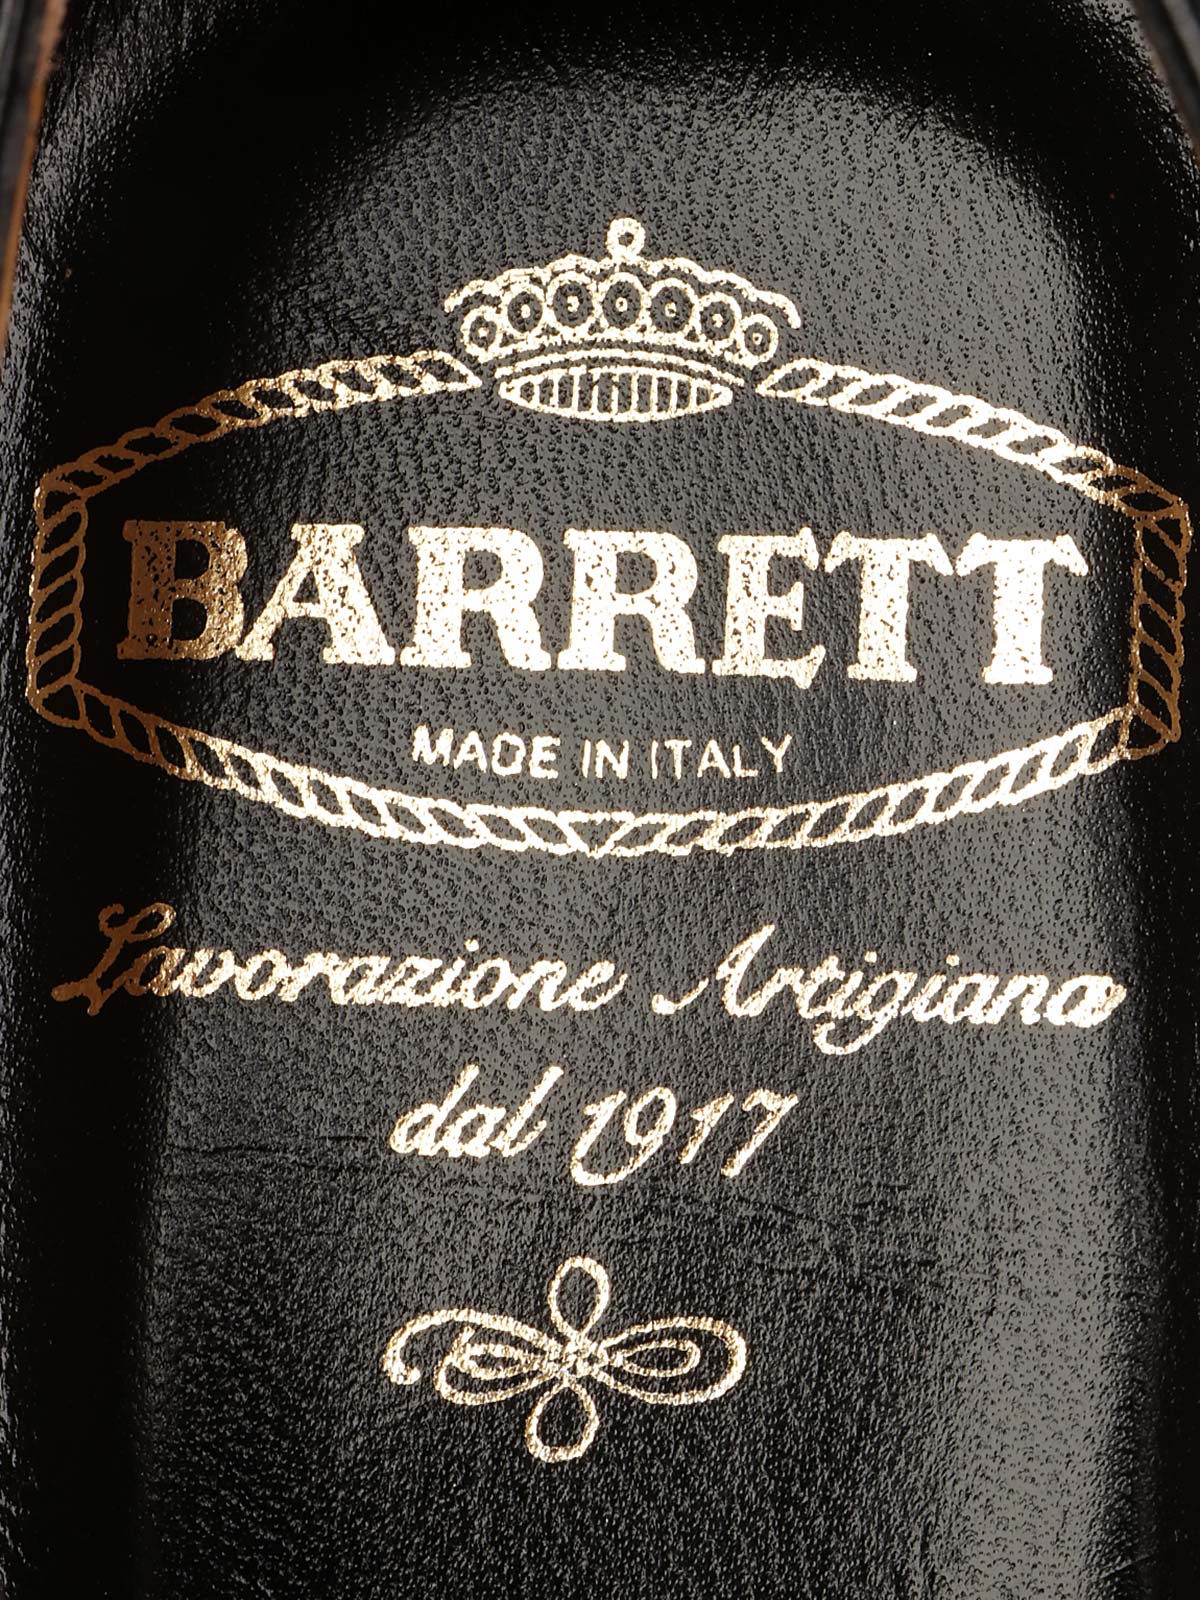 BARRETT
MADE IN ITALY
Lavorazione Artigiana
dal 1917